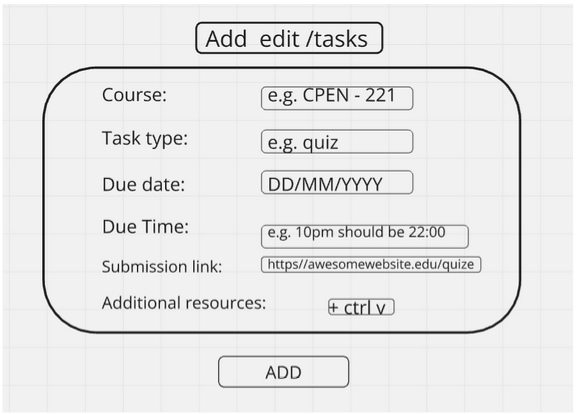 Add edit /tasks
Course: e.g. CPEN - 221
Task type: e.g. quiz
Due date: DD/MM/YYYY
Due Time: e.g. 10pm should be 22:00
Submission link: https//awesomewebsite.edu/quize
Additional resources: + ctrl v
ADD